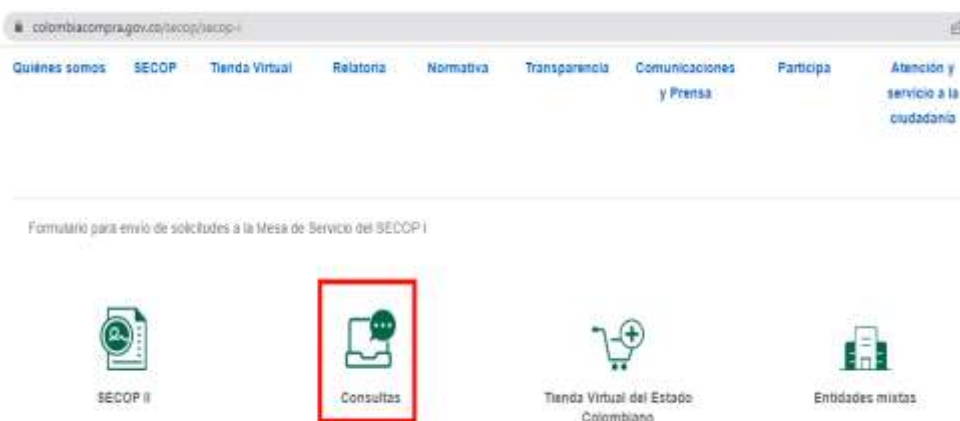 colombiacompra.gov.co/secop/secop-i
Quiénes somos SECOP Tienda Virtual Relatoría Normativa Transparencia Comunicaciones y Prensa Participa Atención y servicio a la ciudadanía
Formulario para envío de solicitudes a la Mesa de Servicio del SECOP I
SECOP II
Consultas
Tienda Virtual del Estado
Colombiano
Entidades mixtas